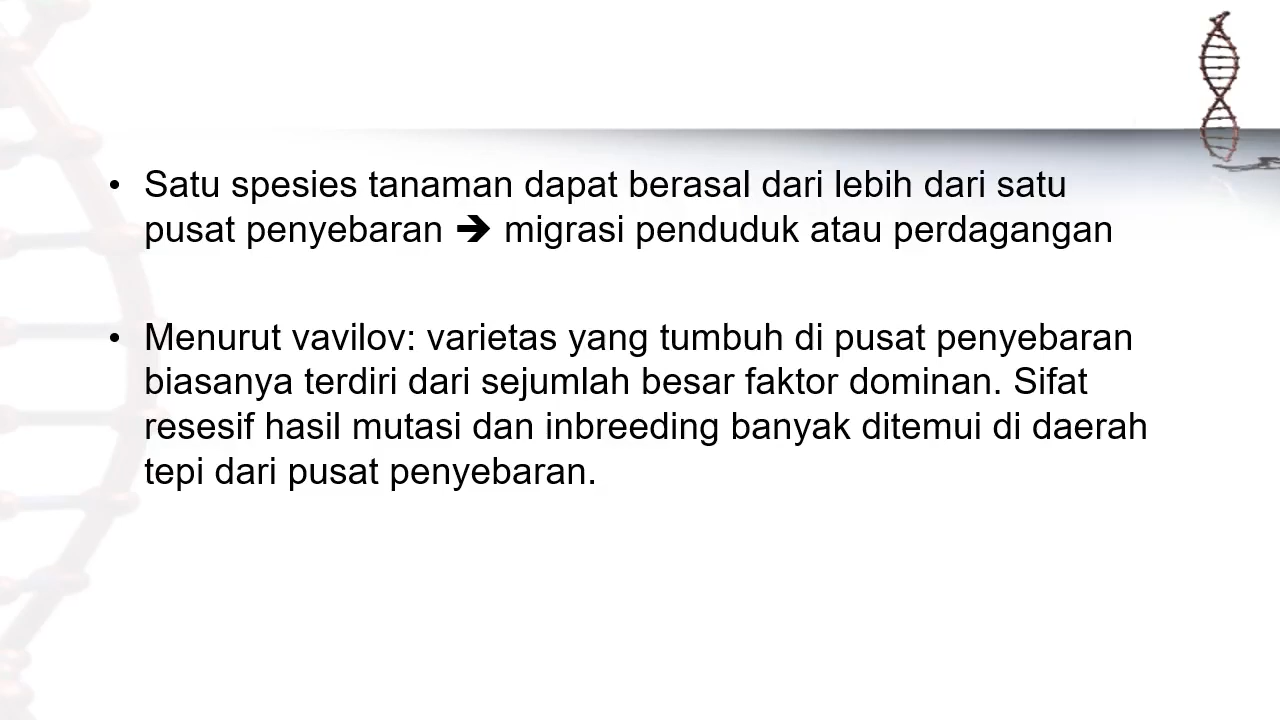 • Satu spesies tanaman dapat berasal dari lebih dari satu
pusat penyebaran ➔ migrasi penduduk atau perdagangan
• Menurut vavilov: varietas yang tumbuh di pusat penyebaran
biasanya terdiri dari sejumlah besar faktor dominan. Sifat
resesif hasil mutasi dan inbreeding banyak ditemui di daerah
tepi dari pusat penyebaran.